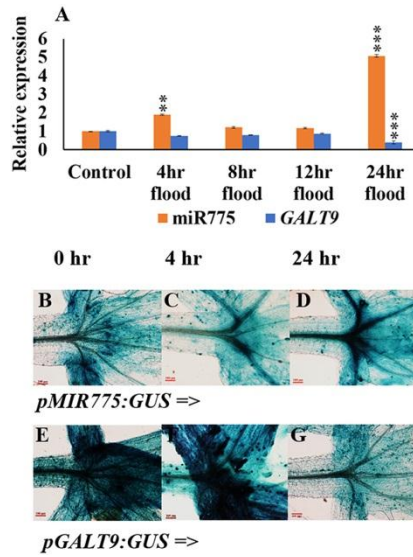 A
Relative expression
6
5
4
3
2
1
0
**
***
***
Control
4hr flood
8hr flood
12hr flood
24hr flood
miR775
GALT9
0 hr
4 hr
24 hr
B
C
D
pMIR775:GUS =>
E
F
G
pGALT9:GUS =>